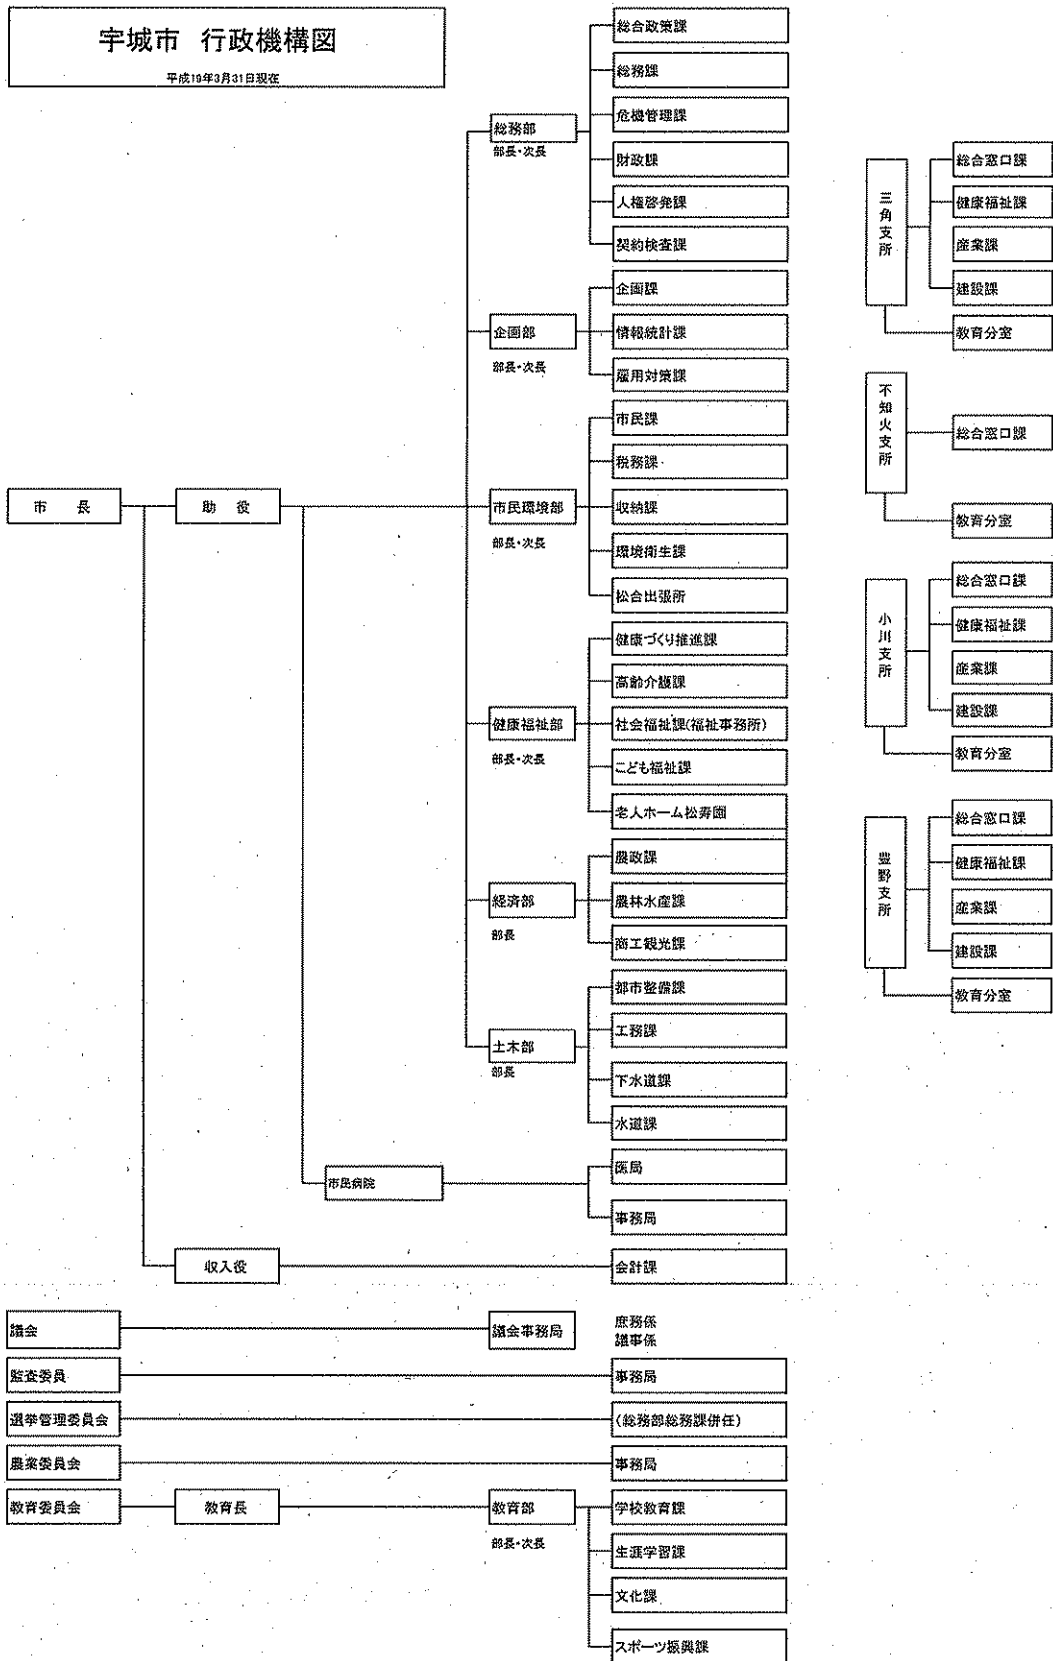 宇城市 行政機構図
平成19年3月31日現在
市 長
助 役
総務部
部長・次長
総合政策課
総務課
危機管理課
財政課
人権啓発課
契約検査課
企画部
部長・次長
企画課
情報統計課
雇用対策課
市民環境部
部長・次長
市民課
税務課
収納課
環境衛生課
松合出張所
健康福祉部
部長・次長
健康づくり推進課
高齢介護課
社会福祉課(福祉事務所)
こども福祉課
老人ホーム松寿園
経済部
部長
農政課
農林水産課
商工観光課
土木部
部長
都市整備課
工務課
下水道課
水道課
市民病院
医局
事務局
収入役
会計課
議会
議会事務局
庶務係
議事係
監査委員
事務局
選挙管理委員会
(総務部総務課併任)
農業委員会
事務局
教育委員会
教育長
教育部
部長・次長
学校教育課
生涯学習課
文化課
スポーツ振興課
三角支所
総合窓口課
健康福祉課
産業課
建設課
教育分室
不知火支所
総合窓口課
教育分室
小川支所
総合窓口課
健康福祉課
産業課
建設課
教育分室
豊野支所
総合窓口課
健康福祉課
産業課
建設課
教育分室